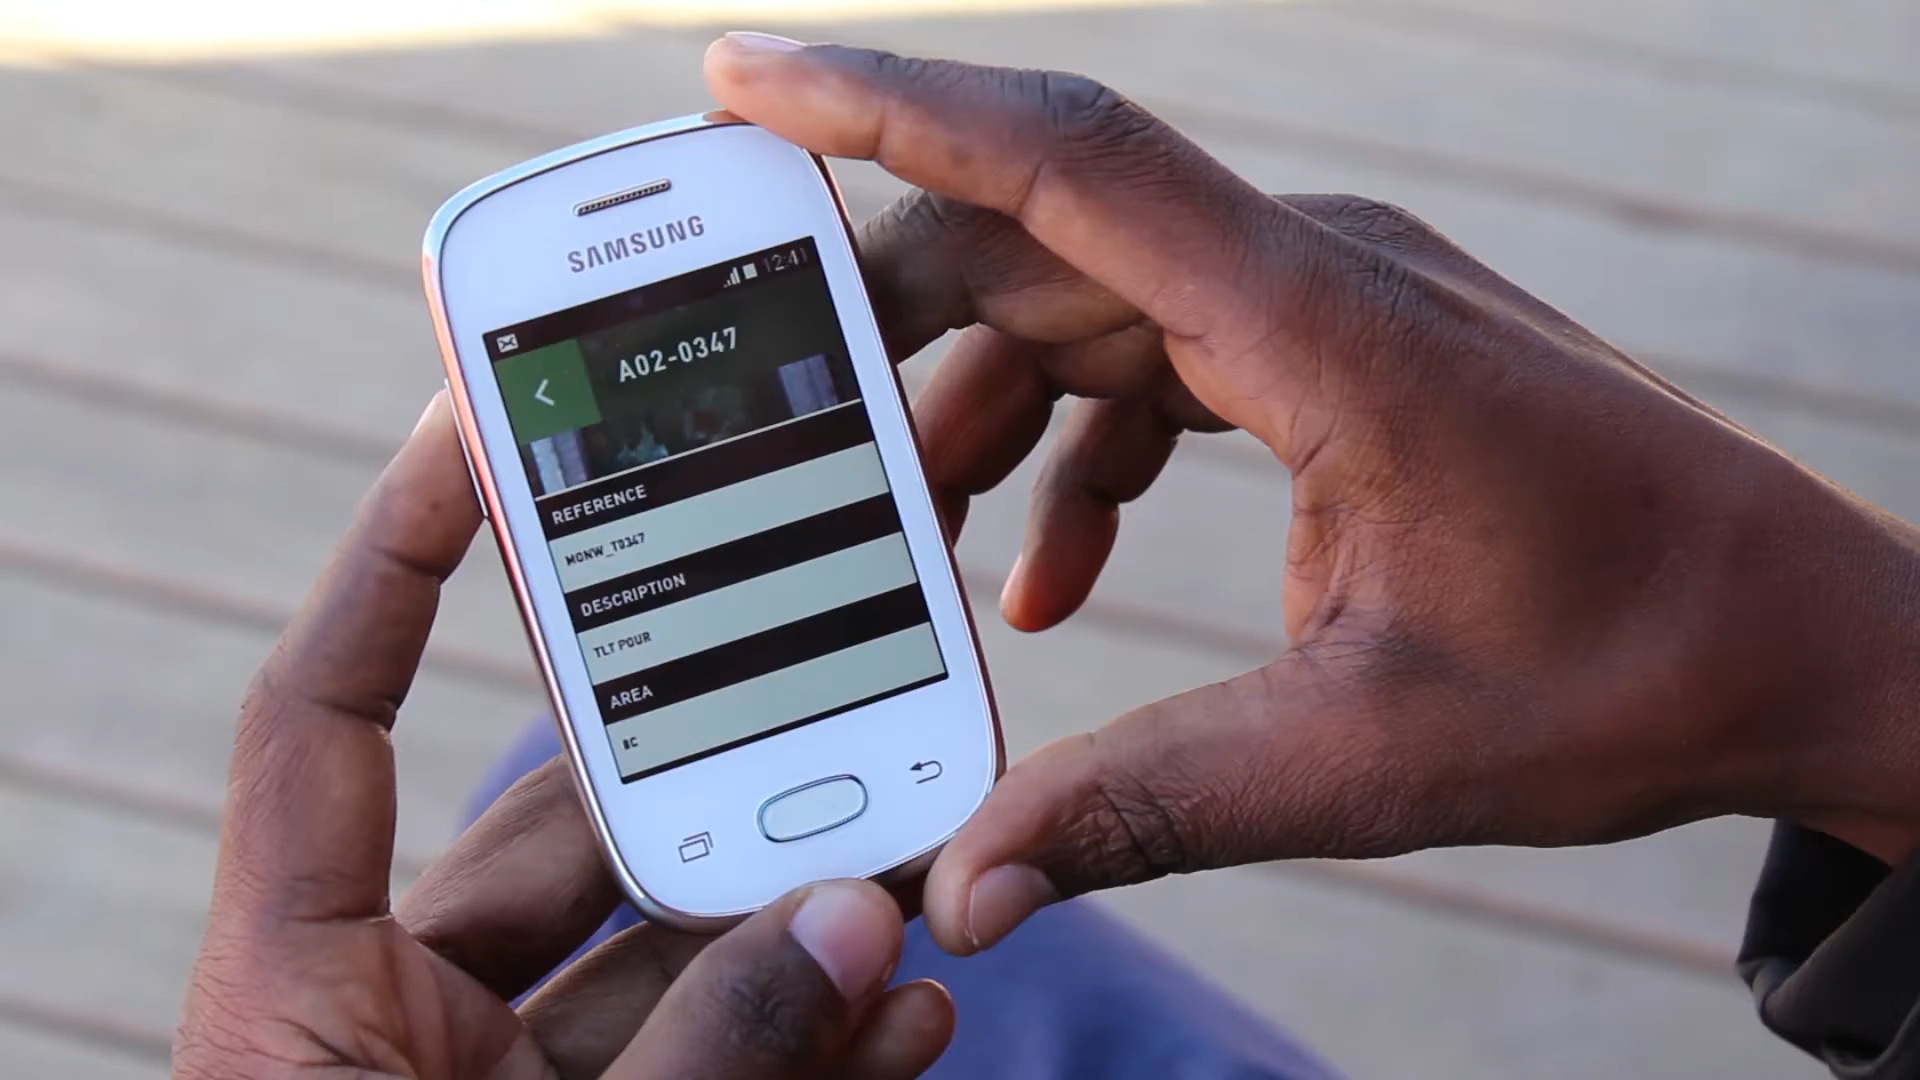 SAMSUNG
12:41
A02-0347
REFERENCE
MONW_T0347
DESCRIPTION
TLT POUR
AREA
BC